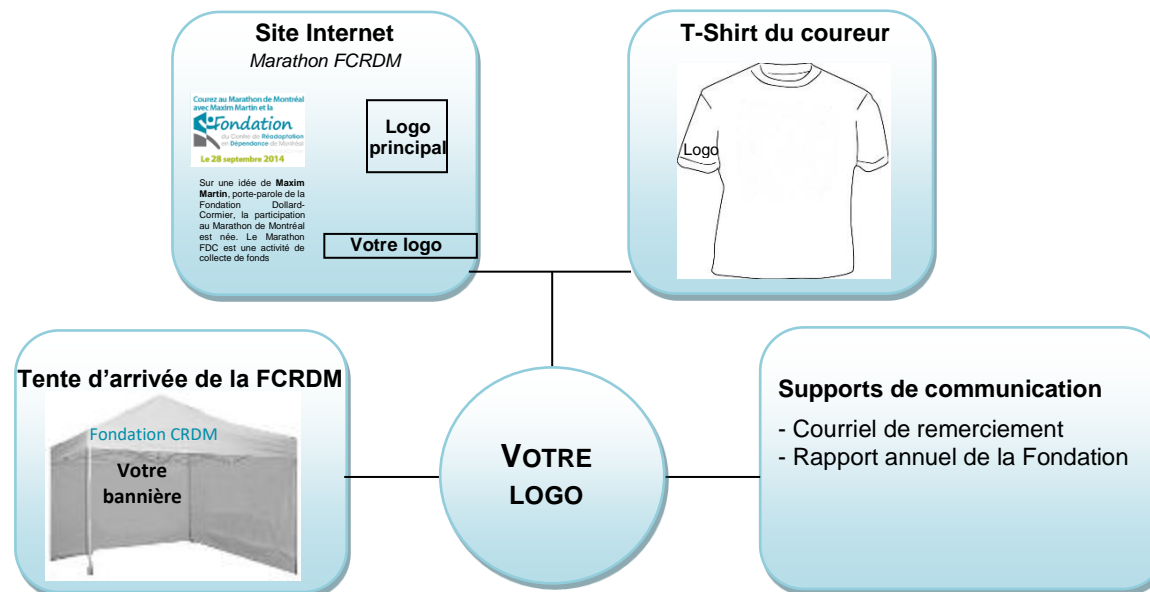 Site Internet
Marathon FCRDM
Courez au Marathon de Montréal
avec Maxim Martin et la
Fondation
du Centre de Réadaptation
en Dépendance de Montréal
Le 28 septembre 2014
Logo
principal
Sur une idée de Maxim
Martin, porte-parole de la
Fondation Dollard-
Cormier, la participation
au Marathon de Montréal
est née. Le Marathon
FDC est une activité de
collecte de fonds
Votre logo
T-Shirt du coureur
Logo
Tente d’arrivée de la FCRDM
Fondation CRDM
Votre
bannière
VOTRE
LOGO
Supports de communication
- Courriel de remerciement
- Rapport annuel de la Fondation